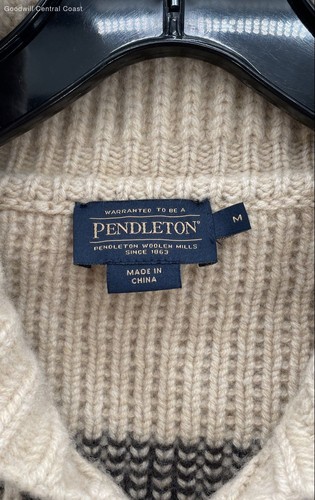 Goodwill Central Coast
WARRANTED TO BE A
PENDLETON®
PENDLETON WOOLEN MILLS
SINCE 1863
M
MADE IN
CHINA